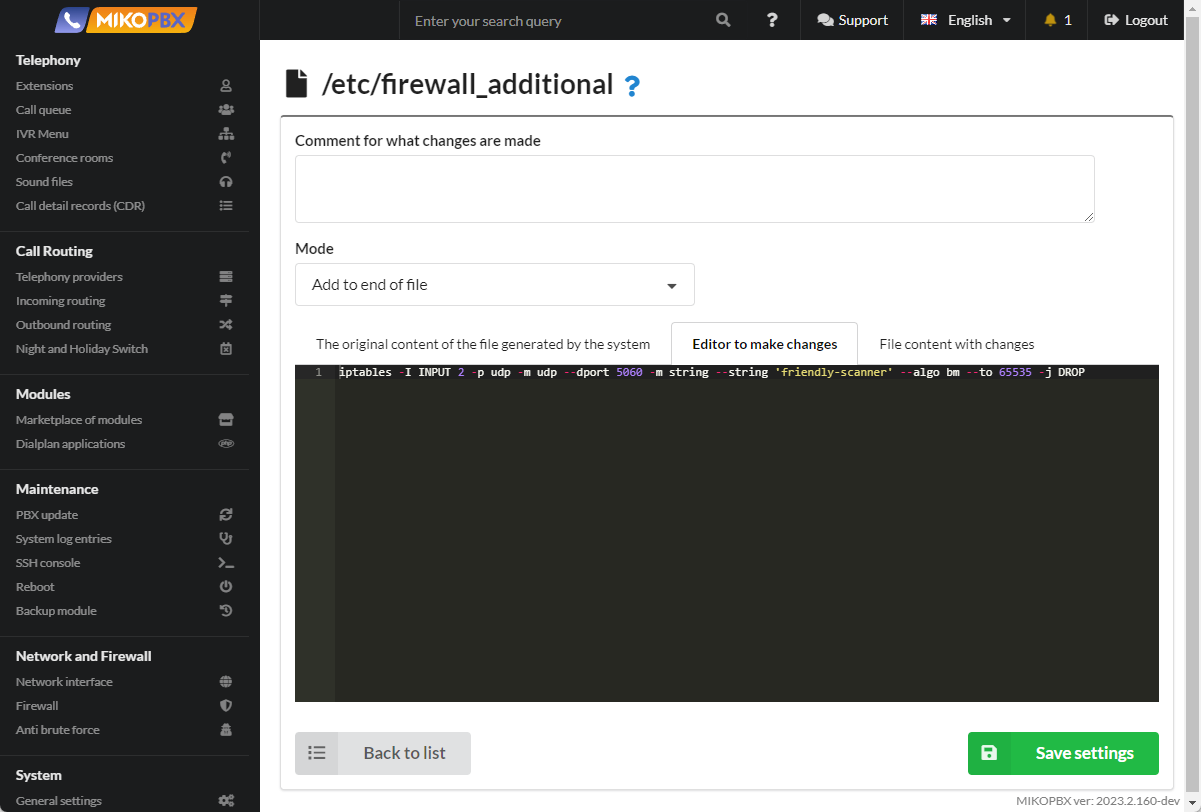 MIKOPBX
Enter your search query
?
Support
English
1
Logout
Telephony
Extensions
Call queue
IVR Menu
Conference rooms
Sound files
Call detail records (CDR)
Call Routing
Telephony providers
Incoming routing
Outbound routing
Night and Holiday Switch
Modules
Marketplace of modules
Dialplan applications
Maintenance
PBX update
System log entries
SSH console
Reboot
Backup module
Network and Firewall
Network interface
Firewall
Anti brute force
System
General settings
/etc/firewall_additional ?
Comment for what changes are made
Mode
Add to end of file
The original content of the file generated by the system
Editor to make changes
File content with changes
1 iptables -I INPUT 2 -p udp -m udp --dport 5060 -m string --string 'friendly-scanner' --algo bm --to 65535 -j DROP
Back to list
Save settings
MIKOPBX ver: 2023.2.160-dev